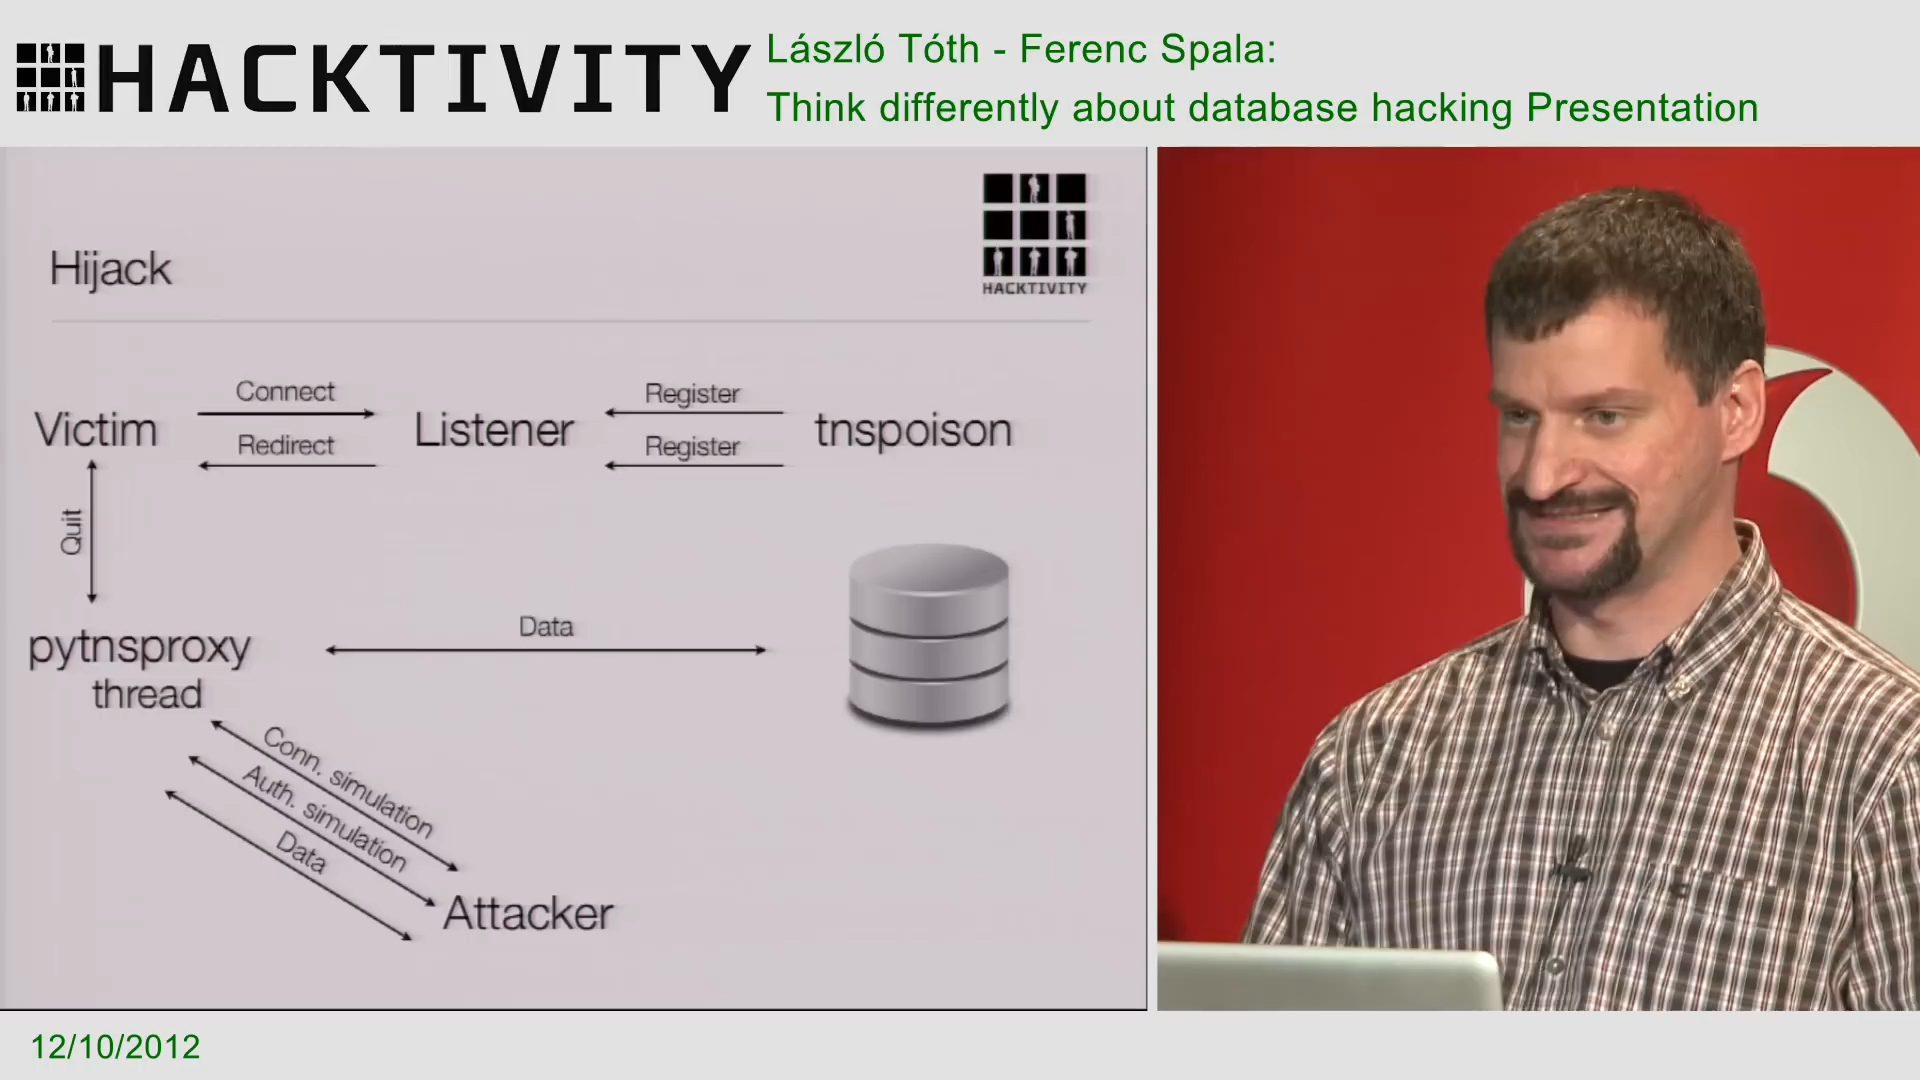 HACKTIVITY
László Tóth - Ferenc Spala:
Think differently about database hacking Presentation
HACKTIVITY
Hijack
Connect
Register
Victim
Listener
tnspoison
Redirect
Register
Quit
Data
pytnsproxy
thread
Conn. simulation
Auth. simulation
Data
Attacker
12/10/2012